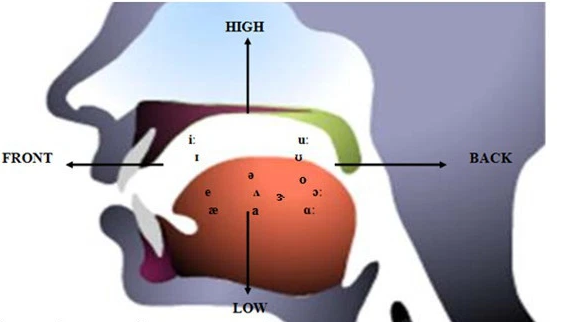 HIGH
iː uː
FRONT ɪ ʊ BACK
ə o
e ʌ ɝ ɔː
æ a ɑː
LOW